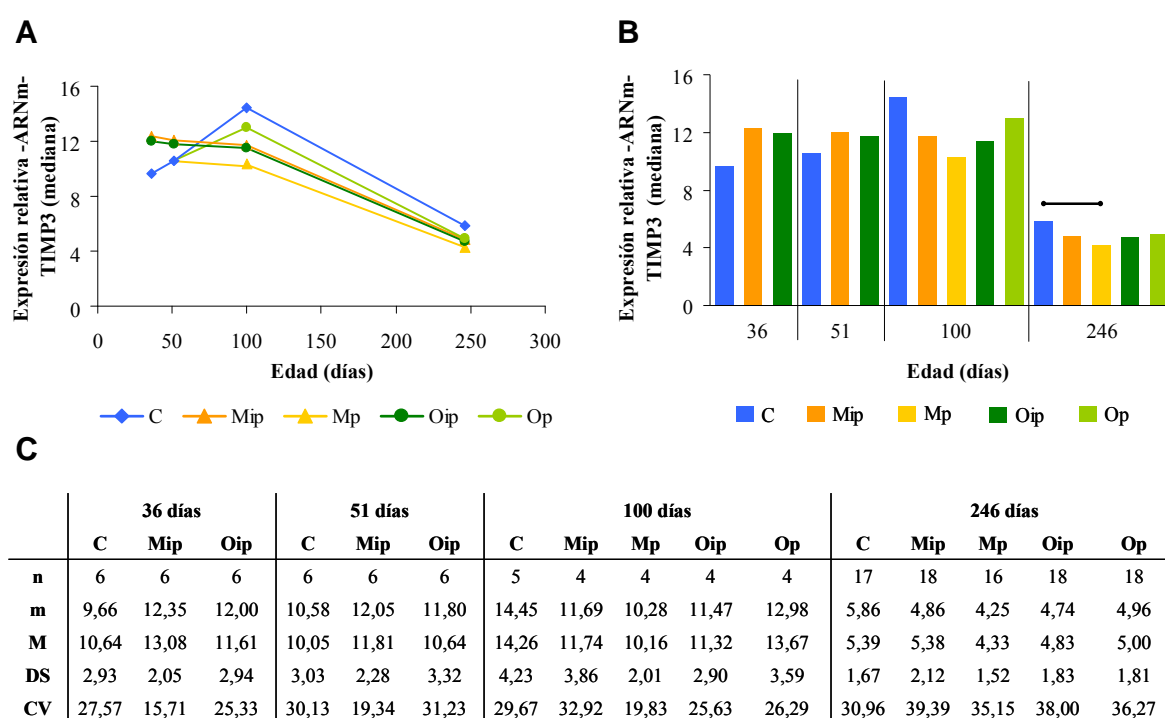 A
Expresión relativa -ARNm-
TIMP3 (mediana)
16
12
8
4
0
0 50 100 150 200 250 300
Edad (días)
C Mip Mp Oip Op
B
Expresión relativa -ARNm-
TIMP3 (mediana)
16
12
8
4
0
36 51 100 246
Edad (días)
C Mip Mp Oip Op
C
36 días 51 días 100 días 246 días
C Mip Oip C Mip Oip C Mip Mp Oip Op C Mip Mp Oip Op
n 6 6 6 6 6 6 5 4 4 4 4 17 18 16 18 18
m 9,66 12,35 12,00 10,58 12,05 11,80 14,45 11,69 10,28 11,47 12,98 5,86 4,86 4,25 4,74 4,96
M 10,64 13,08 11,61 10,05 11,81 10,64 14,26 11,74 10,16 11,32 13,67 5,39 5,38 4,33 4,83 5,00
DS 2,93 2,05 2,94 3,03 2,28 3,32 4,23 3,86 2,01 2,90 3,59 1,67 2,12 1,52 1,83 1,81
CV 27,57 15,71 25,33 30,13 19,34 31,23 29,67 32,92 19,83 25,63 26,29 30,96 39,39 35,15 38,00 36,27